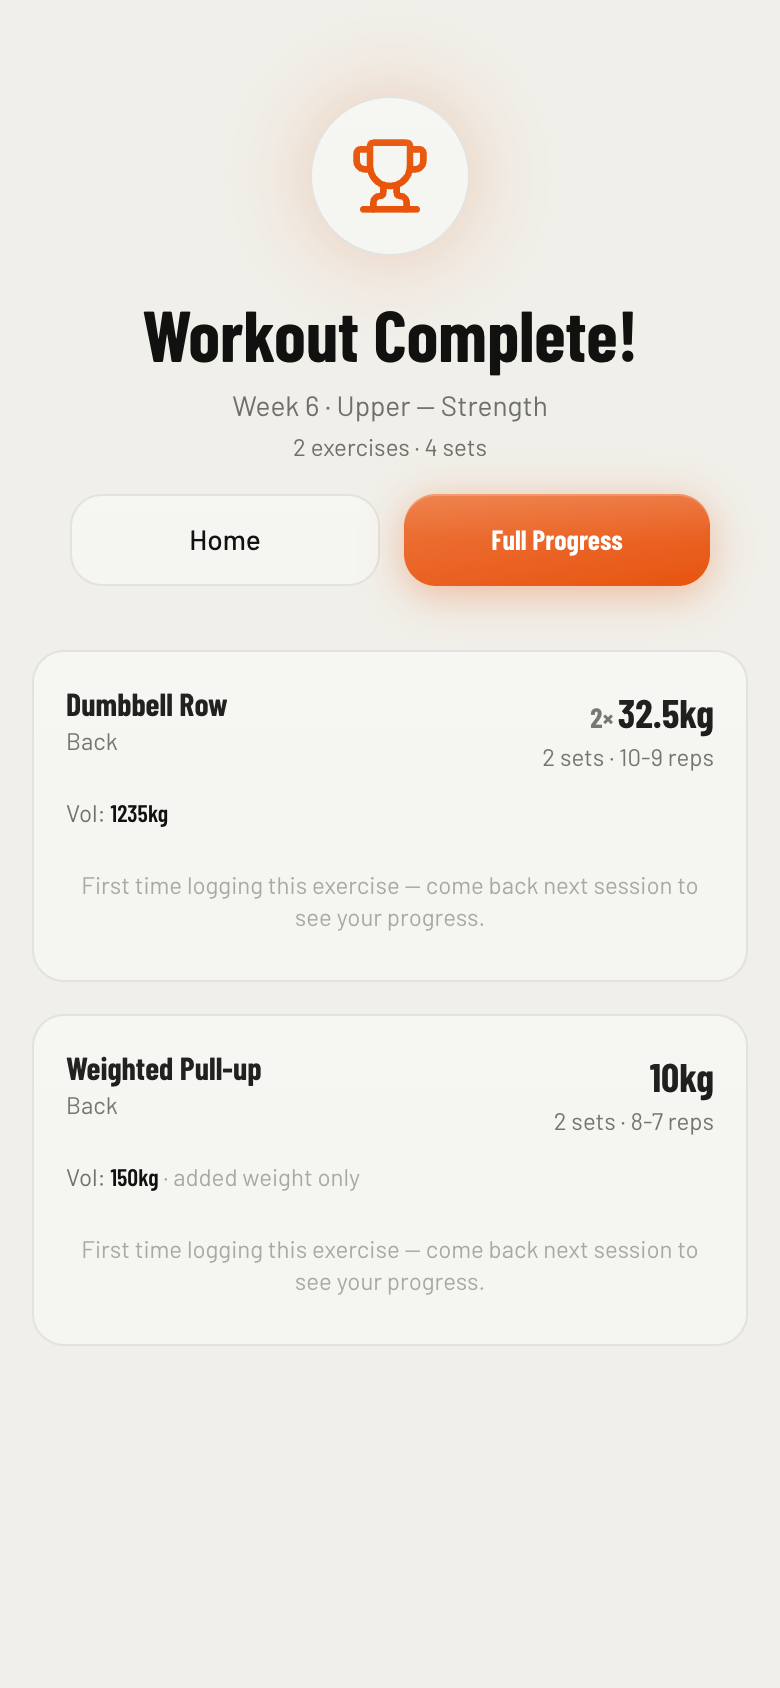 Workout Complete!
Week 6 · Upper — Strength
2 exercises · 4 sets
Home
Full Progress
Dumbbell Row
2× 32.5kg
Back
2 sets · 10-9 reps
Vol: 1235kg
First time logging this exercise — come back next session to
see your progress.
Weighted Pull-up
10kg
Back
2 sets · 8-7 reps
Vol: 150kg · added weight only
First time logging this exercise — come back next session to
see your progress.